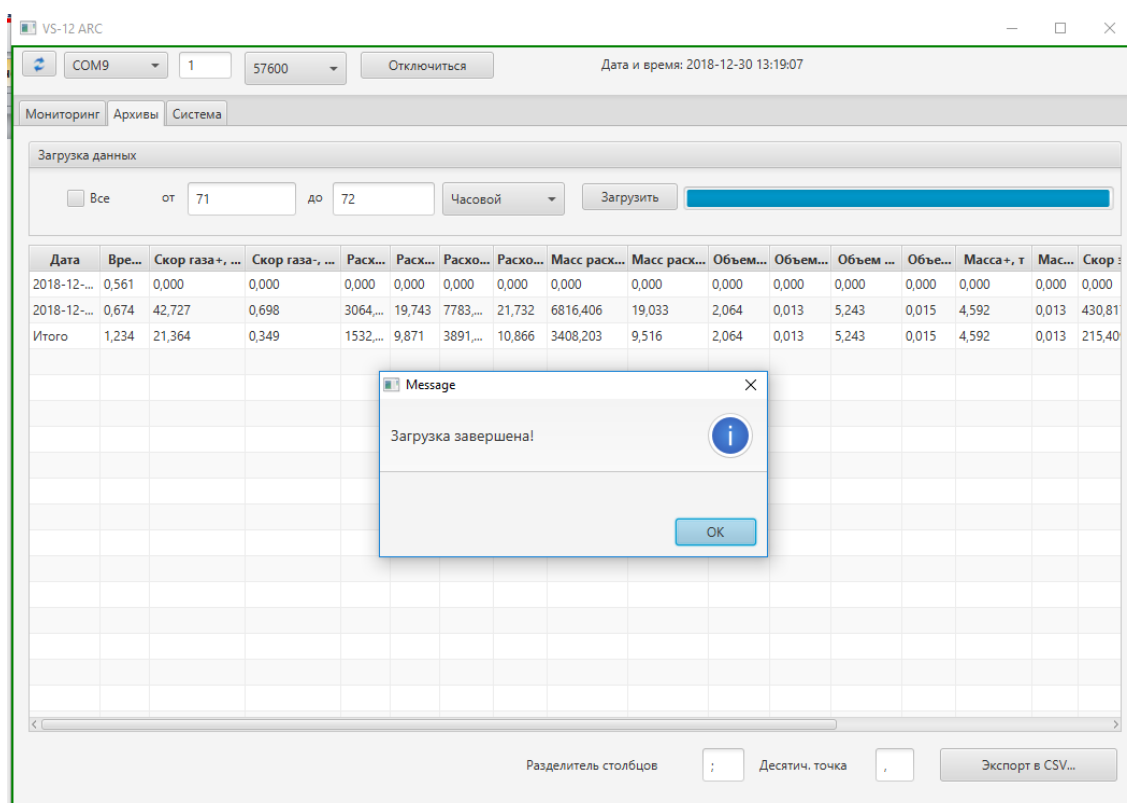 VS-12 ARC
COM9 1 57600 Отключиться Дата и время: 2018-12-30 13:19:07
Мониторинг Архивы Система
Загрузка данных
Все от 71 до 72 Часовой Загрузить
Дата Вре... Скор газа+, ... Скор газа-, ... Расх... Расх... Расхо... Расхо... Масс расх... Масс расх... Объем... Объем... Объем ... Объе... Масса+, т Мас... Скор
2018-12-... 0,561 0,000 0,000 0,000 0,000 0,000 0,000 0,000 0,000 0,000 0,000 0,000 0,000 0,000 0,000 0,000
2018-12-... 0,674 42,727 0,698 3064,... 19,743 7783,... 21,732 6816,406 19,033 2,064 0,013 5,243 0,015 4,592 0,013 430,81
Итого 1,234 21,364 0,349 1532,... 9,871 3891,... 10,866 3408,203 9,516 2,064 0,013 5,243 0,015 4,592 0,013 215,40
Message
Загрузка завершена!
i
OK
Разделитель столбцов ; Десятич. точка , Экспорт в CSV...